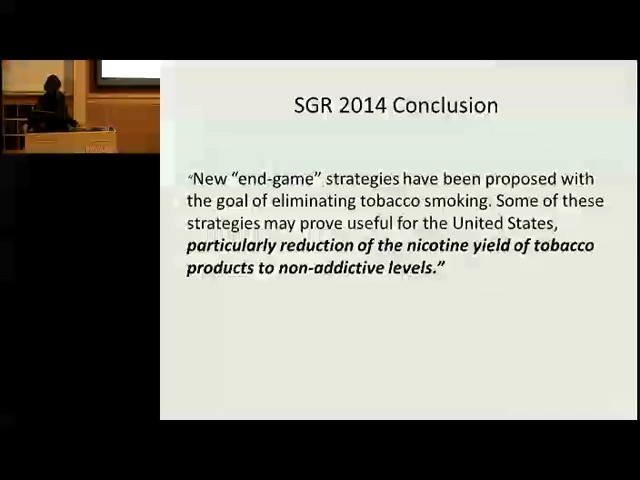 SGR 2014 Conclusion
“New “end-game” strategies have been proposed with
the goal of eliminating tobacco smoking. Some of these
strategies may prove useful for the United States,
particularly reduction of the nicotine yield of tobacco
products to non-addictive levels.”